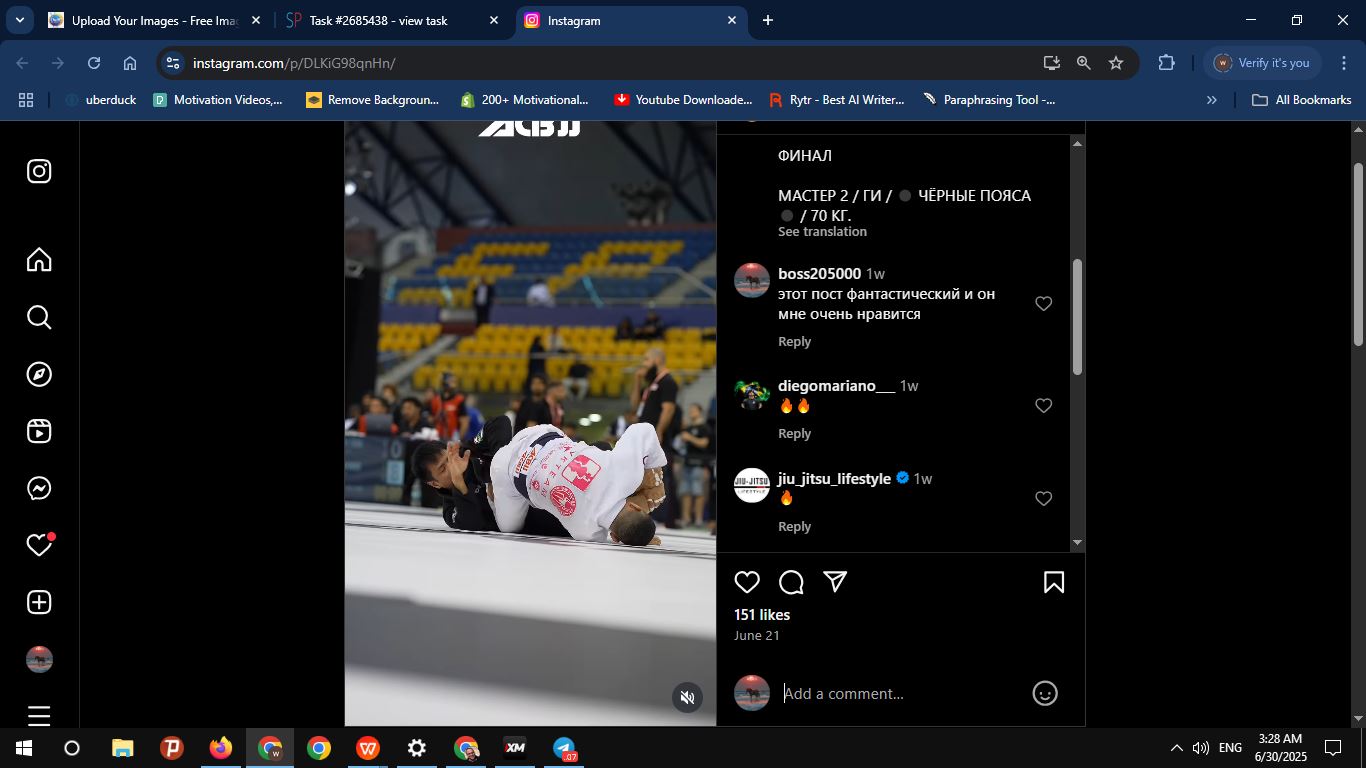 Upload Your Images - Free Imag
Task #2685438 - view task
Instagram
instagram.com/p/DLKiG98qnHn/
w
Verify it's you
uberduck
Motivation Videos,...
Remove Backgroun...
200+ Motivational...
Youtube Downloade...
Rytr - Best AI Writer...
Paraphrasing Tool -...
All Bookmarks
ACBJJ
ФИНАЛ
МАСТЕР 2 / ГИ / ЧЁРНЫЕ ПОЯСА
/ 70 КГ.
See translation
boss205000 1w
этот пост фантастический и он
мне очень нравится
Reply
diegomariano___ 1w
Reply
JIU-JITSU
LIFESTYLE
jiu_jitsu_lifestyle 1w
Reply
151 likes
June 21
Add a comment...
ENG
3:28 AM
6/30/2025